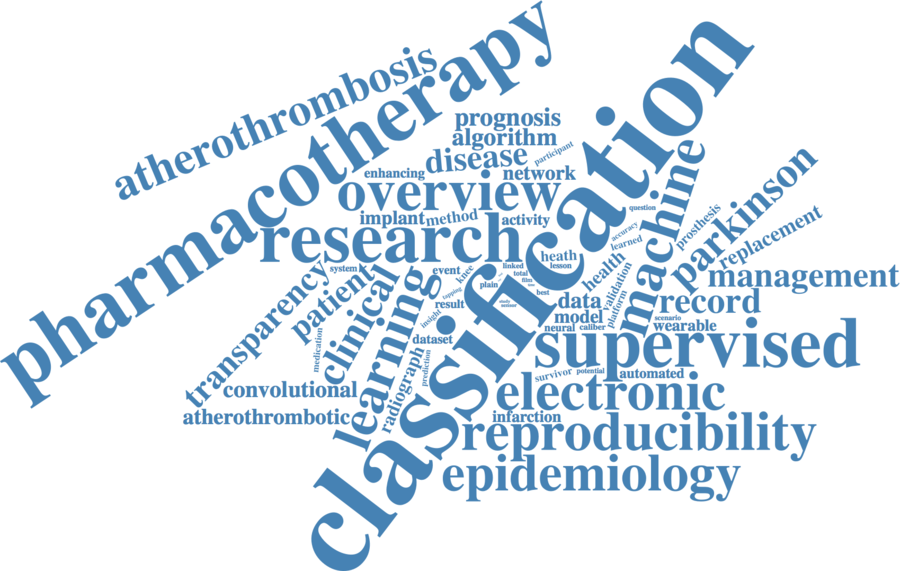 atherothrombosis
pharmacotherapy
classification
prognosis
algorithm
disease
participant
enhancing
network
overview
implant
method
activity
research
question
machine
parkinson
prosthesis
replacement
accuracy
learned
heath
lesson
health
linked
total
film
plain
best
knee
event
system
tapping
result
insight
transparency
patient
clinical
medication
learning
dataset
radiograph
prediction
convolutional
atherothrombotic
validation
platform
data
model
neural
caliber
management
record
scenario
wearable
supervised
survivor
potential
automated
electronic
infarction
reproducibility
epidemiology
study